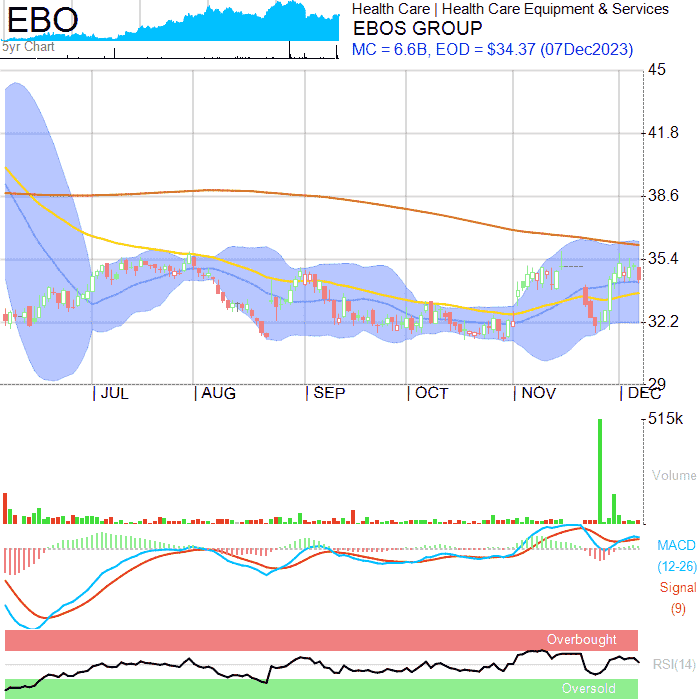 EBO
5yr Chart
Health Care | Health Care Equipment & Services
EBOS GROUP
MC = 6.6B, EOD = $34.37 (07Dec2023)
45
41.8
38.6
35.4
32.2
29
JUL AUG SEP OCT NOV DEC
515k
Volume
MACD
(12-26)
Signal
(9)
Overbought
RSI(14)
Oversold